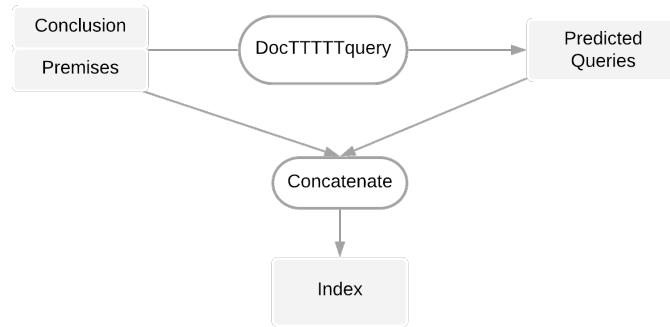 Conclusion
Premises
DocTTTTTquery
Predicted
Queries
Concatenate
Index